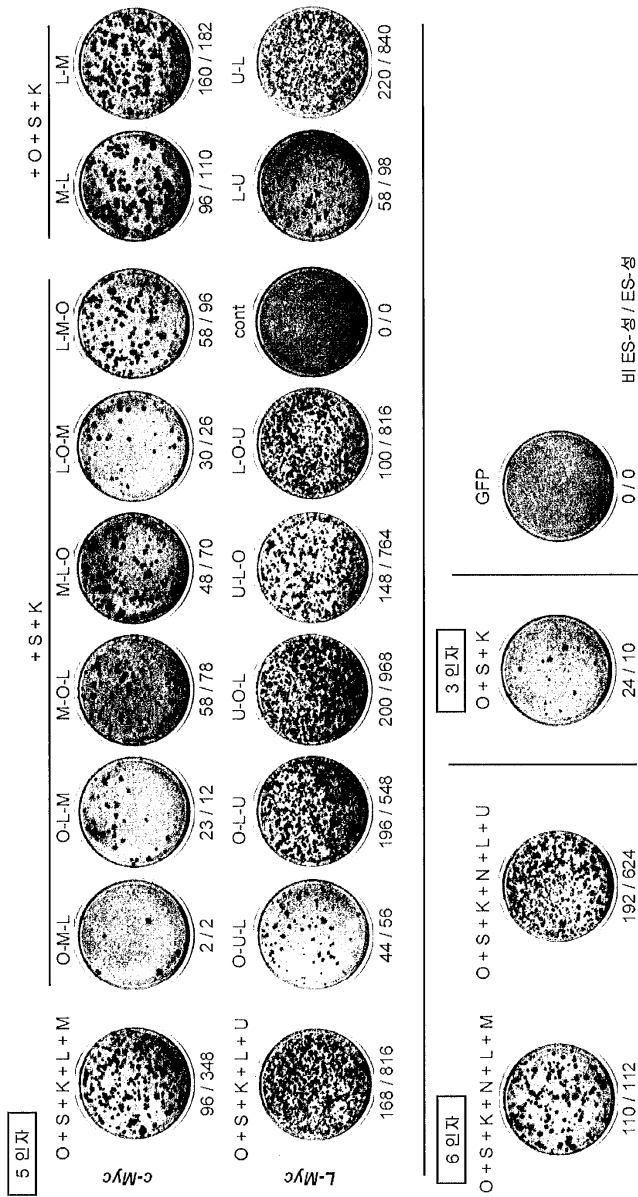 5 인자
+ S + K
+ O + S + K
c-Myc
O + S + K + L + M
O-M-L
O-L-M
M-O-L
M-L-O
L-O-M
L-M-O
M-L
L-M
96 / 348
2 / 2
23 / 12
58 / 78
48 / 70
30 / 26
58 / 96
96 / 110
160 / 182
L-Myc
O + S + K + L + U
O-U-L
O-L-U
U-O-L
U-L-O
L-O-U
cont
L-U
U-L
168 / 816
44 / 56
196 / 548
200 / 968
148 / 764
100 / 816
0 / 0
58 / 98
220 / 840
6 인자
O + S + K + N + L + M
O + S + K + N + L + U
3 인자
O + S + K
GFP
110 / 112
192 / 624
24 / 10
0 / 0
비 ES-성 / ES-성